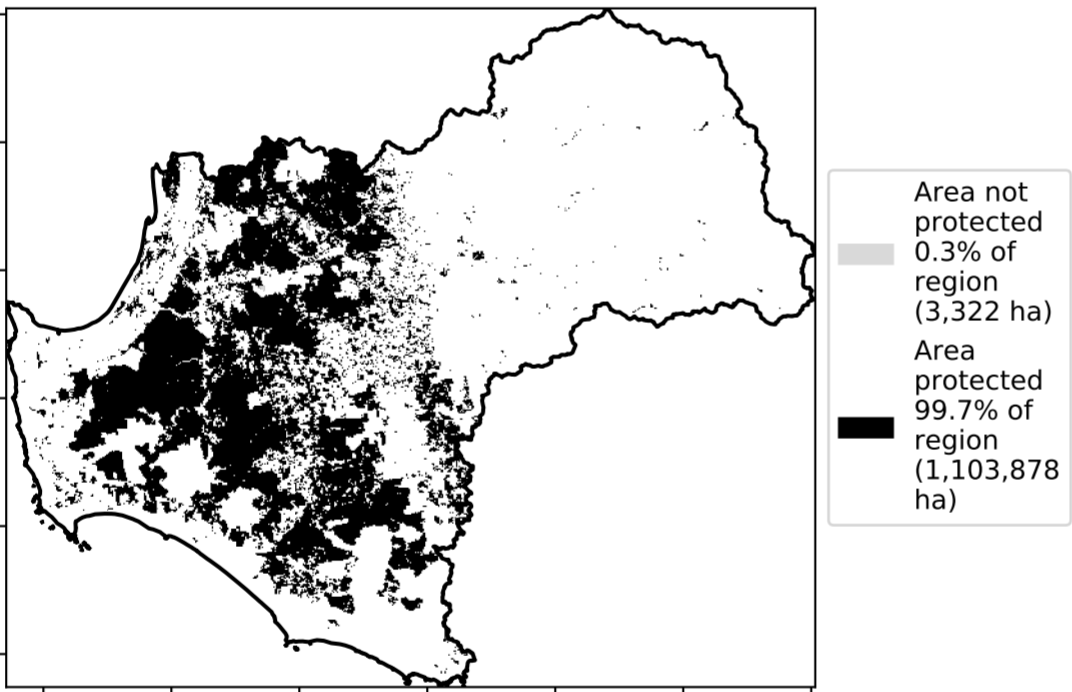 Area not
protected
0.3% of
region
(3,322 ha)
Area
protected
99.7% of
region
(1,103,878
ha)